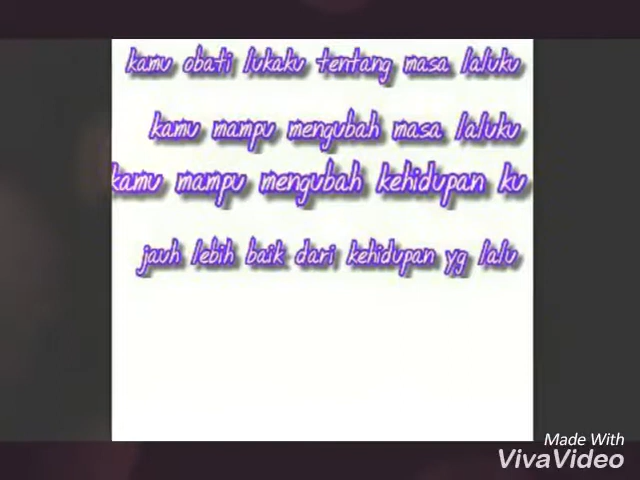 kamu obati lukaku tentang masa laluku
kamu mampu mengubah masa laluku
kamu mampu mengubah kehidupan ku
jauh lebih baik dari kehidupan yg lalu
Made With
VivaVideo